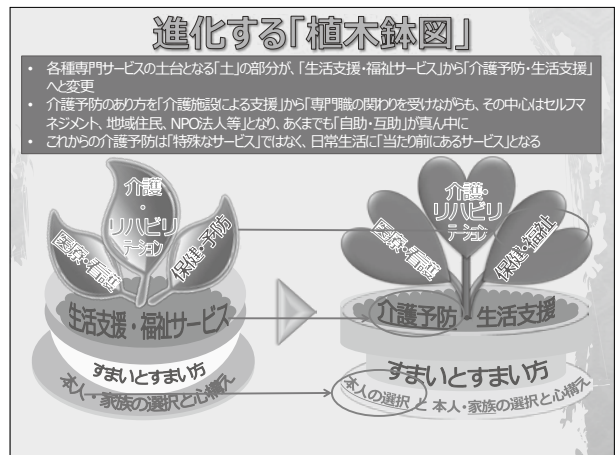 進化する「植木鉢図」
• 各種専門サービスの土台となる「土」の部分が、「生活支援・福祉サービス」から「介護予防・生活支援」
へと変更
• 介護予防のあり方を「介護施設による支援」から「専門職の関わりを受けながらも、その中心はセルフマ
ネジメント、地域住民、NPO法人等」となり、あくまでも「自助・互助」が真ん中に
• これからの介護予防は「特殊なサービス」ではなく、日常生活に「当たり前にあるサービス」となる
介護
・
リハビリ
テーション
医療・看護
保健・予防
生活支援・福祉サービス
すまいとすまい方
本人・家族の選択と心構え
介護・
リハビリ
テーション
医療・看護
保健・福祉
介護予防・生活支援
すまいとすまい方
本人の選択と本人・家族の選択と心構え